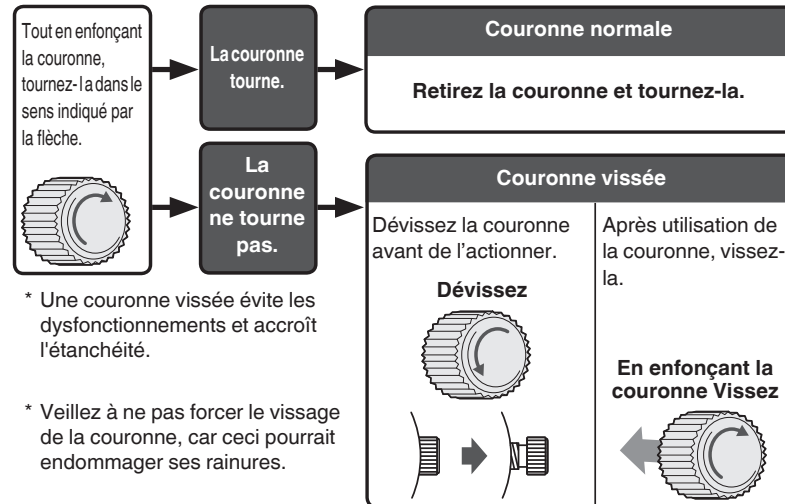 Tout en enfonçant
la couronne,
tournez-la dans le
sens indiqué par
la flèche.
La couronne
tourne.
Couronne normale
Retirez la couronne et tournez-la.
La
couronne
ne tourne
pas.
Couronne vissée
Dévissez la couronne
avant de l'actionner.
Dévissez
Après utilisation de
la couronne, vissez-
la.
En enfonçant la
couronne Vissez
* Une couronne vissée évite les
dysfonctionnements et accroît
l'étanchéité.
* Veillez à ne pas forcer le vissage
de la couronne, car ceci pourrait
endommager ses rainures.